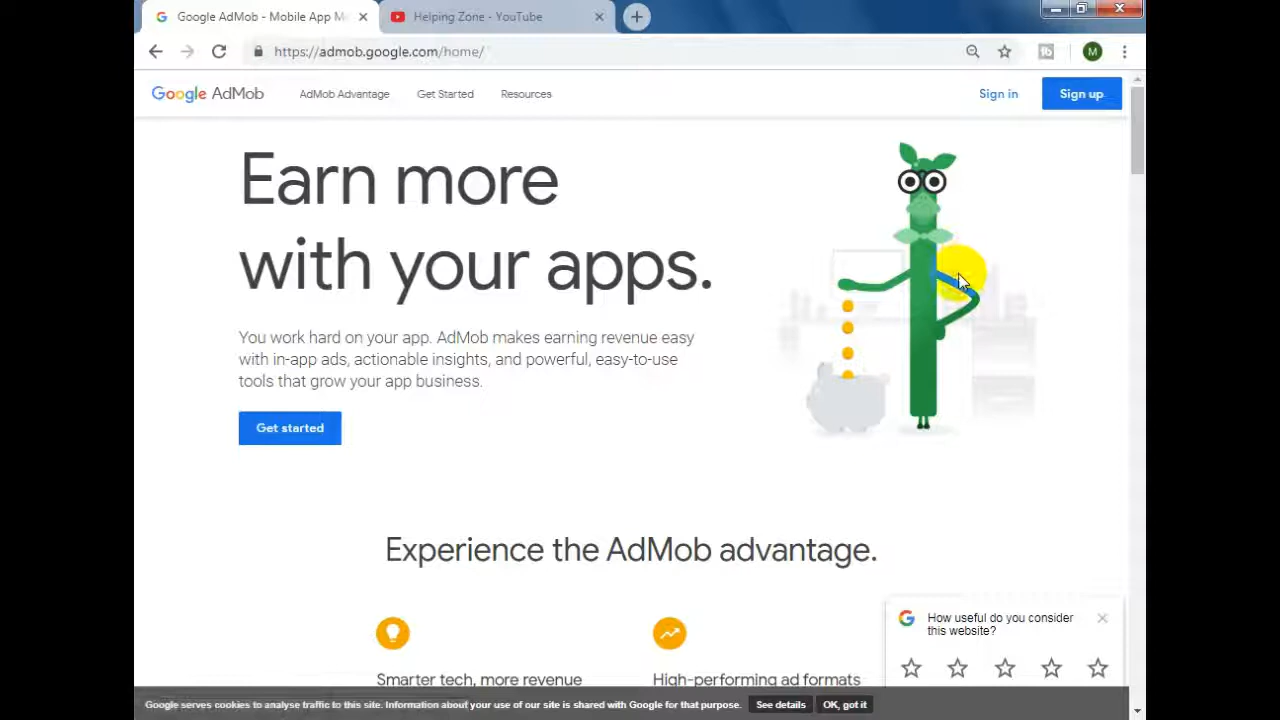 Google AdMob - Mobile App M
Helping Zone - YouTube
https://admob.google.com/home/
M
Google AdMob
AdMob Advantage
Get Started
Resources
Sign in
Sign up
Earn more
with your apps.
You work hard on your app. AdMob makes earning revenue easy
with in-app ads, actionable insights, and powerful, easy-to-use
tools that grow your app business.
Get started
Experience the AdMob advantage.
Smarter tech, more revenue
High-performing ad formats
How useful do you consider
this website?
Google serves cookies to analyse traffic to this site. Information about your use of our site is shared with Google for that purpose.
See details
OK, got it